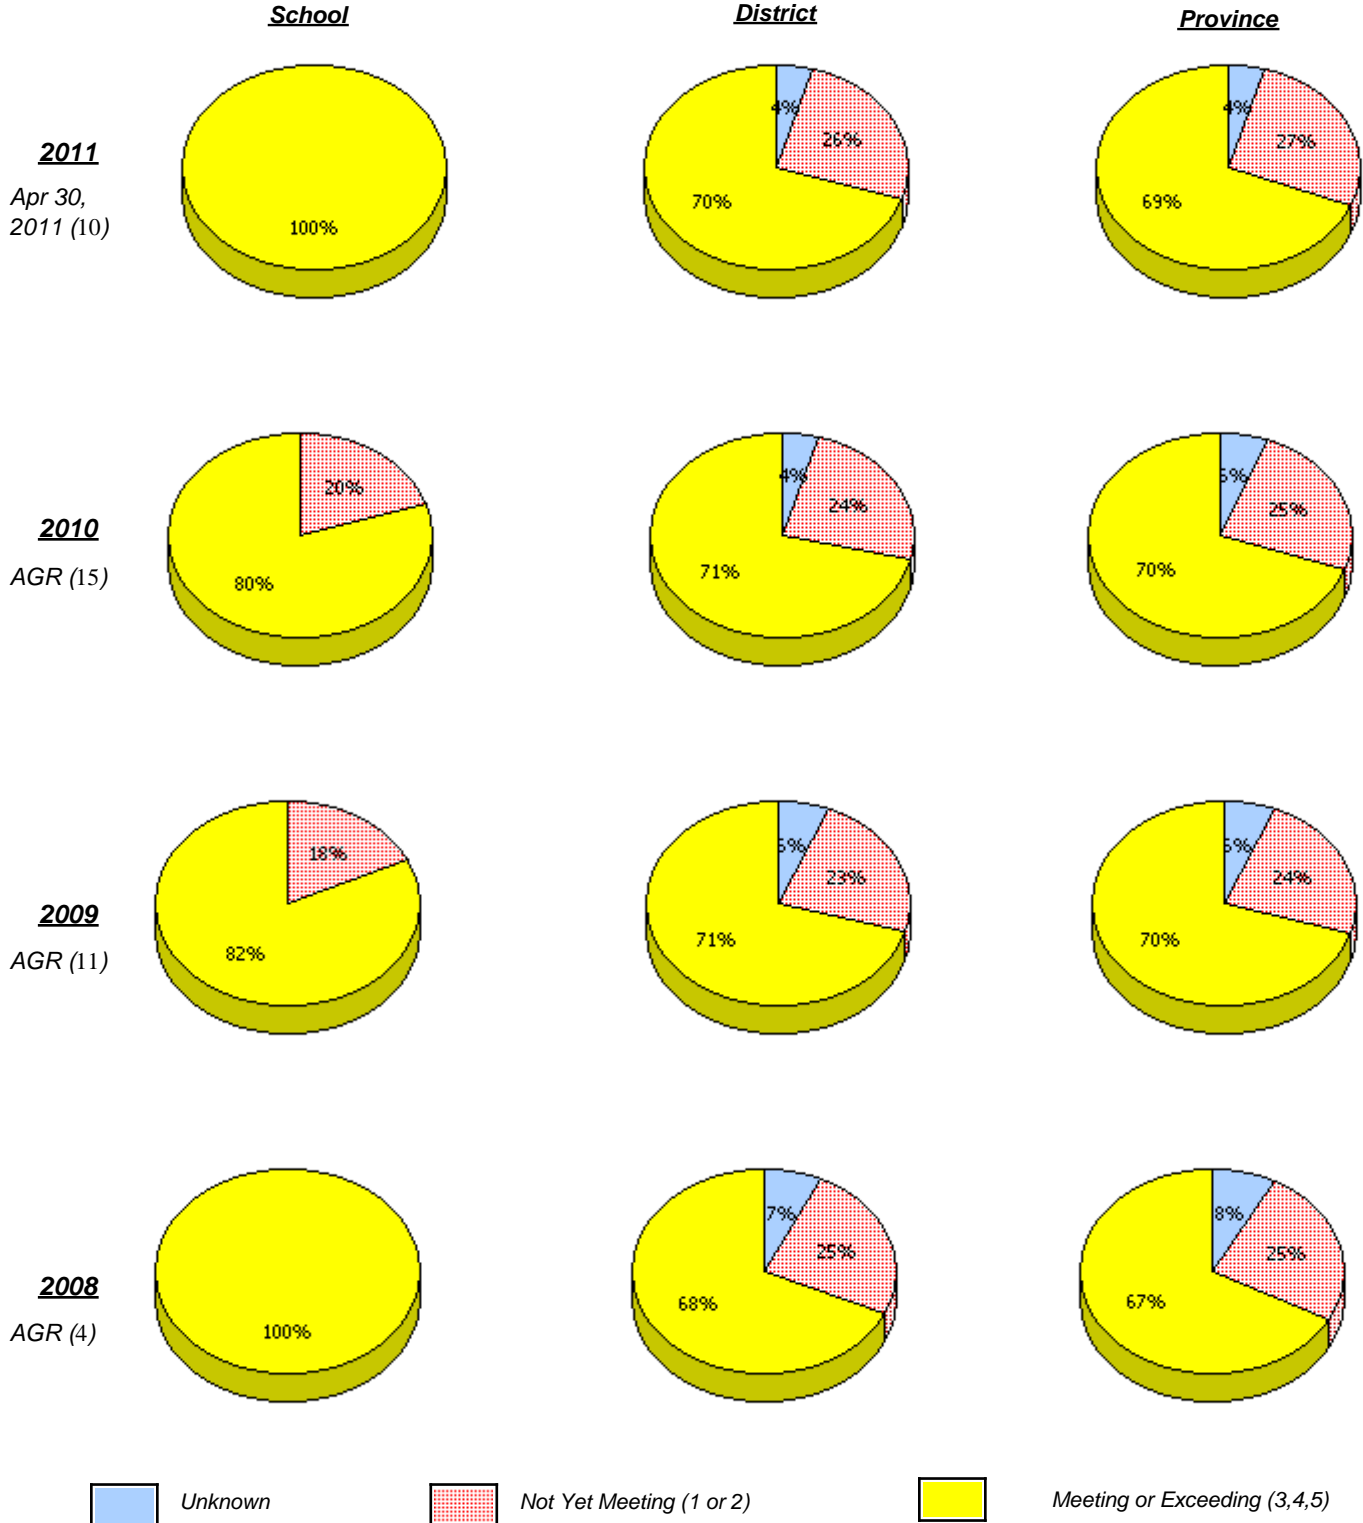 School District Province
4% 4%
2011 26% 27%
Apr 30,
2011 (10) 70% 69%
100%
20% 4% 24% 25%
2010
AGR (15) 80% 71% 70%
18% 23% 24%
2009
AGR (11) 82% 71% 70%
7% 8%
25% 25%
2008 68% 67%
AGR (4) 100%
Unknown Not Yet Meeting (1 or 2) Meeting or Exceeding (3,4,5)